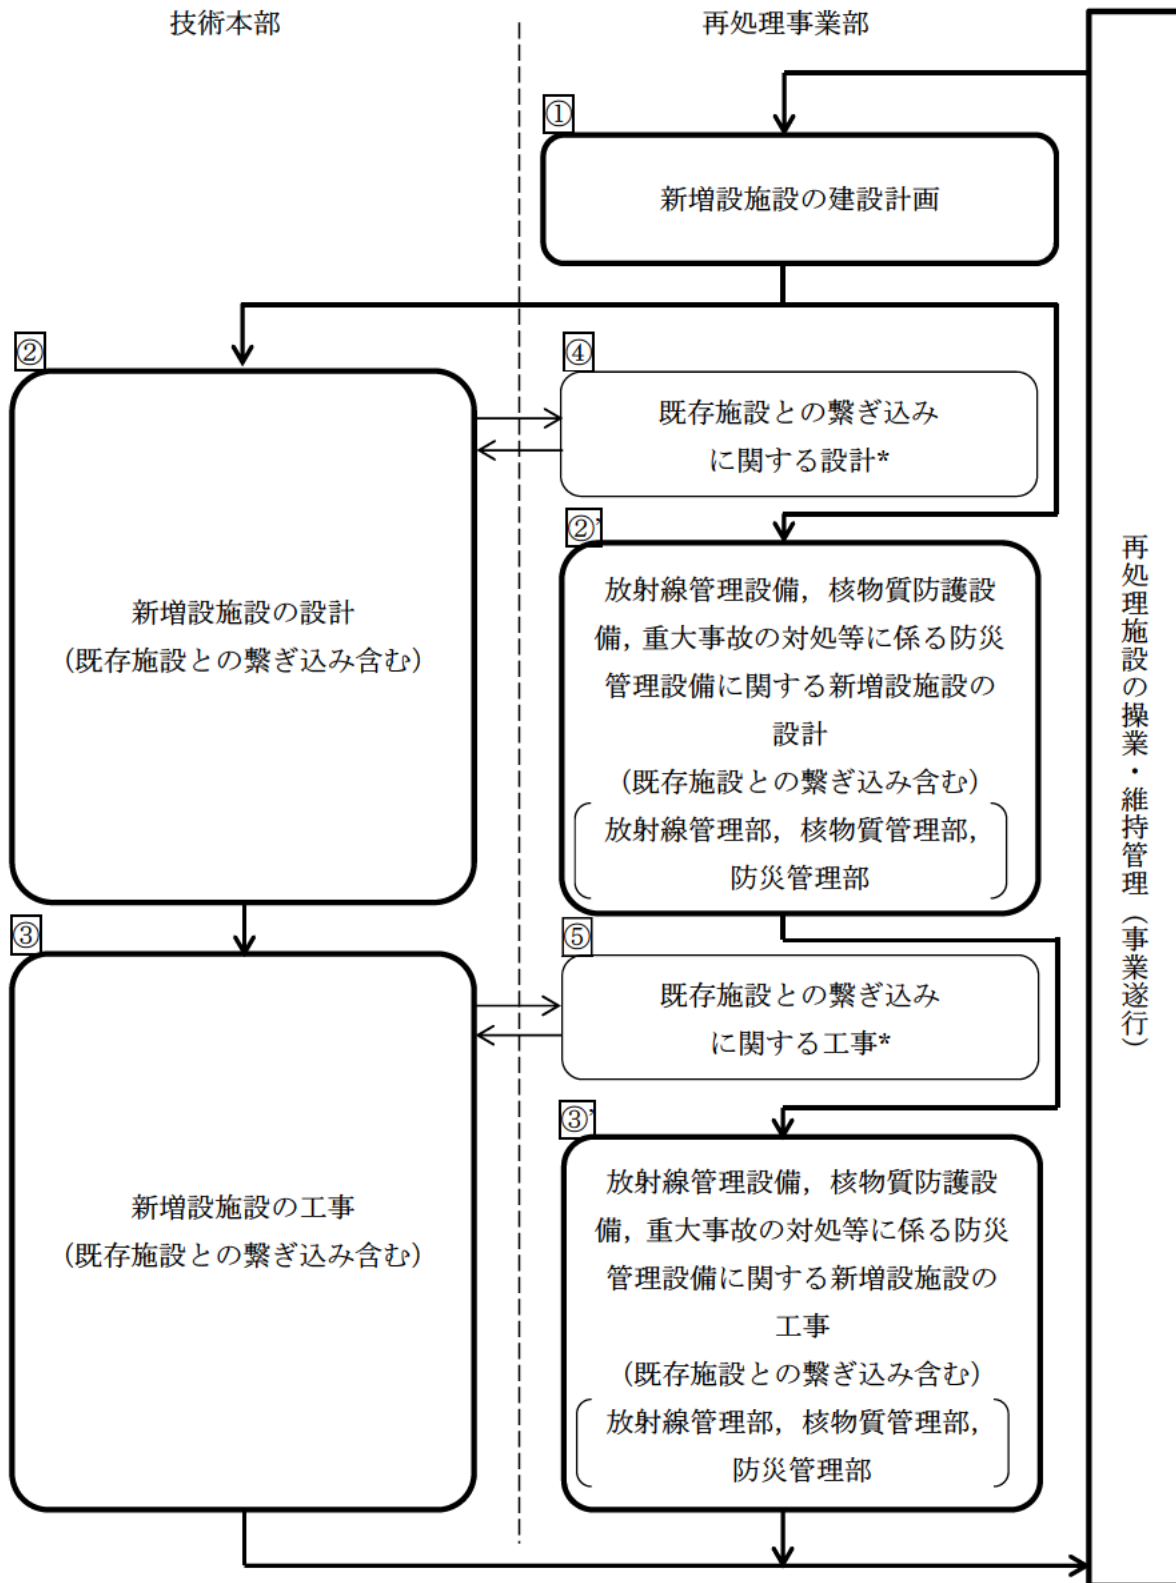 技術本部
再処理事業部
①
新増設施設の建設計画
②
新増設施設の設計
（既存施設との繋ぎ込み含む）
④
既存施設との繋ぎ込み
に関する設計*
②’
放射線管理設備，核物質防護設
備，重大事故の対処等に係る防災
管理設備に関する新増設施設の
設計
（既存施設との繋ぎ込み含む）
放射線管理部，核物質管理部，
防災管理部
③
新増設施設の工事
（既存施設との繋ぎ込み含む）
⑤
既存施設との繋ぎ込み
に関する工事*
③’
放射線管理設備，核物質防護設
備，重大事故の対処等に係る防災
管理設備に関する新増設施設の
工事
（既存施設との繋ぎ込み含む）
放射線管理部，核物質管理部，
防災管理部
再処理施設の操業・維持管理（事業遂行）